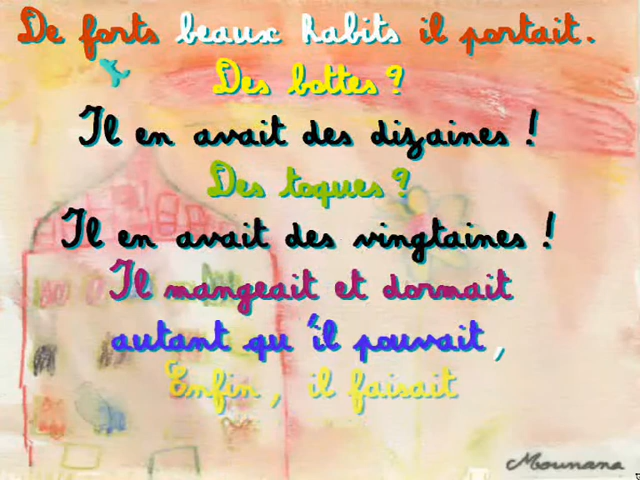 De forts beaux habits il portait.
Des bottes ?
Il en avait des dizaines !
Des toques ?
Il en avait des vingtaines !
Il mangeait et dormait
autant qu'il pouvait,
Enfin, il faisait
Mounana